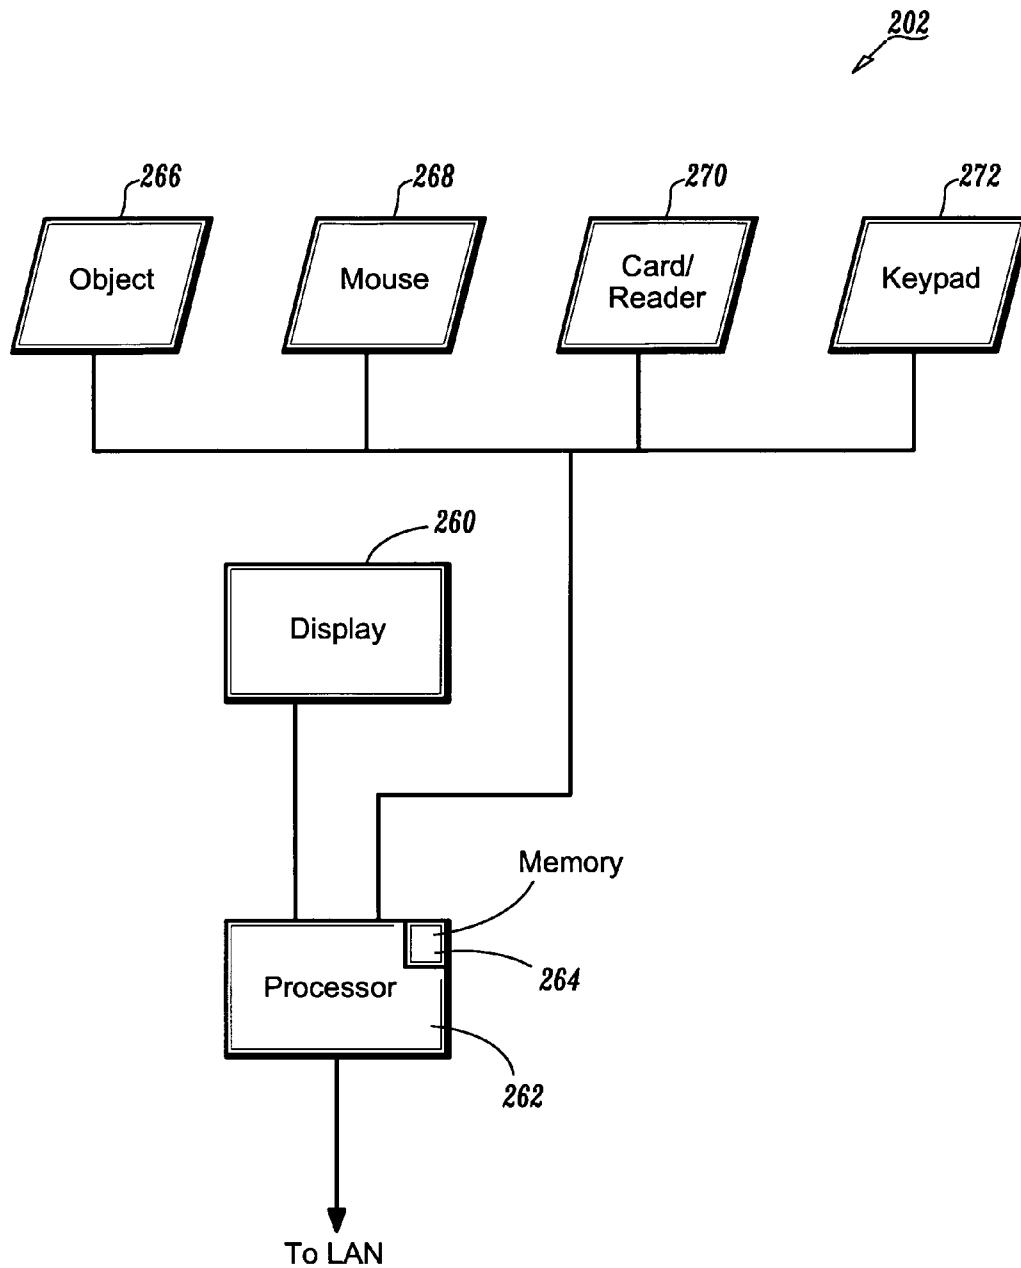 202
266
268
270
272
Object
Mouse
Card/
Reader
Keypad
260
Display
Memory
264
Processor
262
To LAN